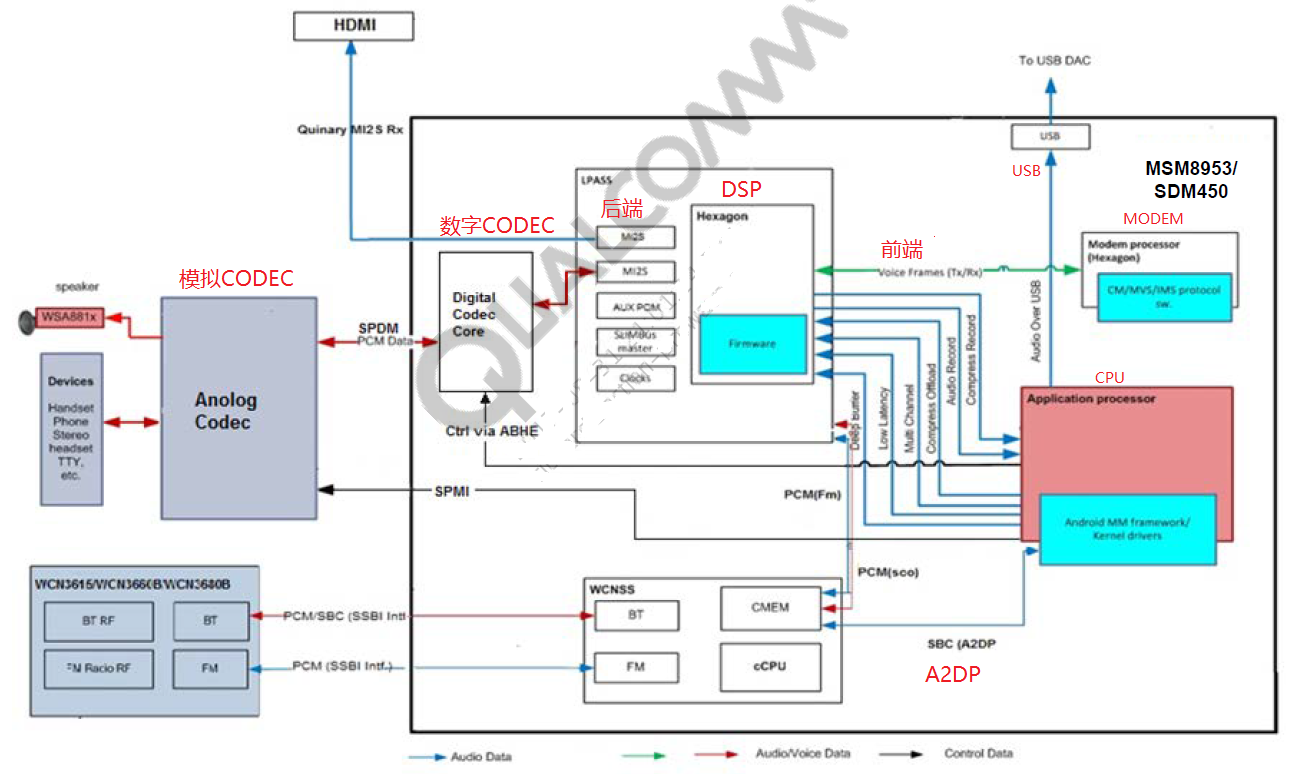 HDMI
To USB DAC
Quinary MI2S Rx
USB
USB
MSM8953/
SDM450
LPASS
DSP
MODEM
后端
Hexagon
数字CODEC
MI2S
前端
Modem processor
(Hexagon)
Voice Frames (Tx/Rx)
模拟CODEC
MI2S
CM/MVS/IMS protocol
sw.
speaker
Digital
Codec
Core
AUX PCM
WSA881x
SPDM
PCM Data
SLIMBus
master
Firmware
Audio Over USB
Clocks
CPU
Devices
Handset
Phone
Stereo
headset
TTY,
etc.
Anolog
Codec
Application processor
Deep Buffer
Low Latency
Multi Channel
Compress Offload
Audio Record
Compress Record
Ctrl via ABHE
SPMI
PCM(Fm)
Android MM framework/
Kernel drivers
PCM(sco)
WCN3615/WCN3660B/WCN3680B
WCNSS
BT RF
BT
PCM/SBC (SSBI Intf
BT
CMEM
SBC (A2DP
FM Racio RF
FM
PCM (SSBI Intf.)
FM
cCPU
A2DP
Audio Data
Audio/Voice Data
Control Data
QUALCOMM